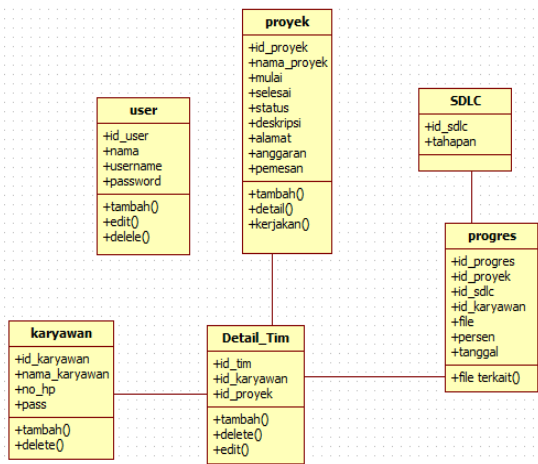 proyek
+id_proyek
+nama_proyek
+mulai
+selesai
+status
+deskripsi
+alamat
+anggaran
+pemesan
+tambah()
+detail()
+kerjakan()
user
+id_user
+nama
+username
+password
+tambah()
+edit()
+delele()
SDLC
+id_sdlc
+tahapan
progres
+id_progres
+id_proyek
+id_sdlc
+id_karyawan
+file
+persen
+tanggal
+file terkait()
karyawan
+id_karyawan
+nama_karyawan
+no_hp
+pass
+tambah()
+delete()
Detail_Tim
+id_tim
+id_karyawan
+id_proyek
+tambah()
+delete()
+edit()